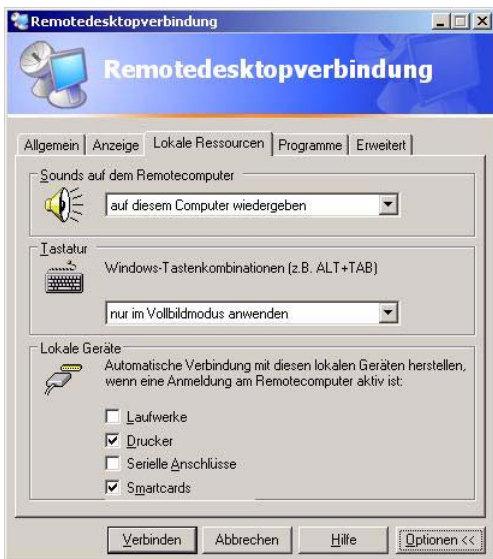 Remotedesktopverbindung
Remotedesktopverbindung
Allgemein Anzeige Lokale Ressourcen Programme Erweitert
Sounds auf dem Remotecomputer
auf diesem Computer wiedergeben
Tastatur
Windows-Tastenkombinationen (z.B. ALT+TAB)
nur im Vollbildmodus anwenden
Lokale Geräte
Automatische Verbindung mit diesen lokalen Geräten herstellen,
wenn eine Anmeldung am Remotecomputer aktiv ist:
Laufwerke
Drucker
Serielle Anschlüsse
Smartcards
Verbinden Abbrechen Hilfe Optionen <<